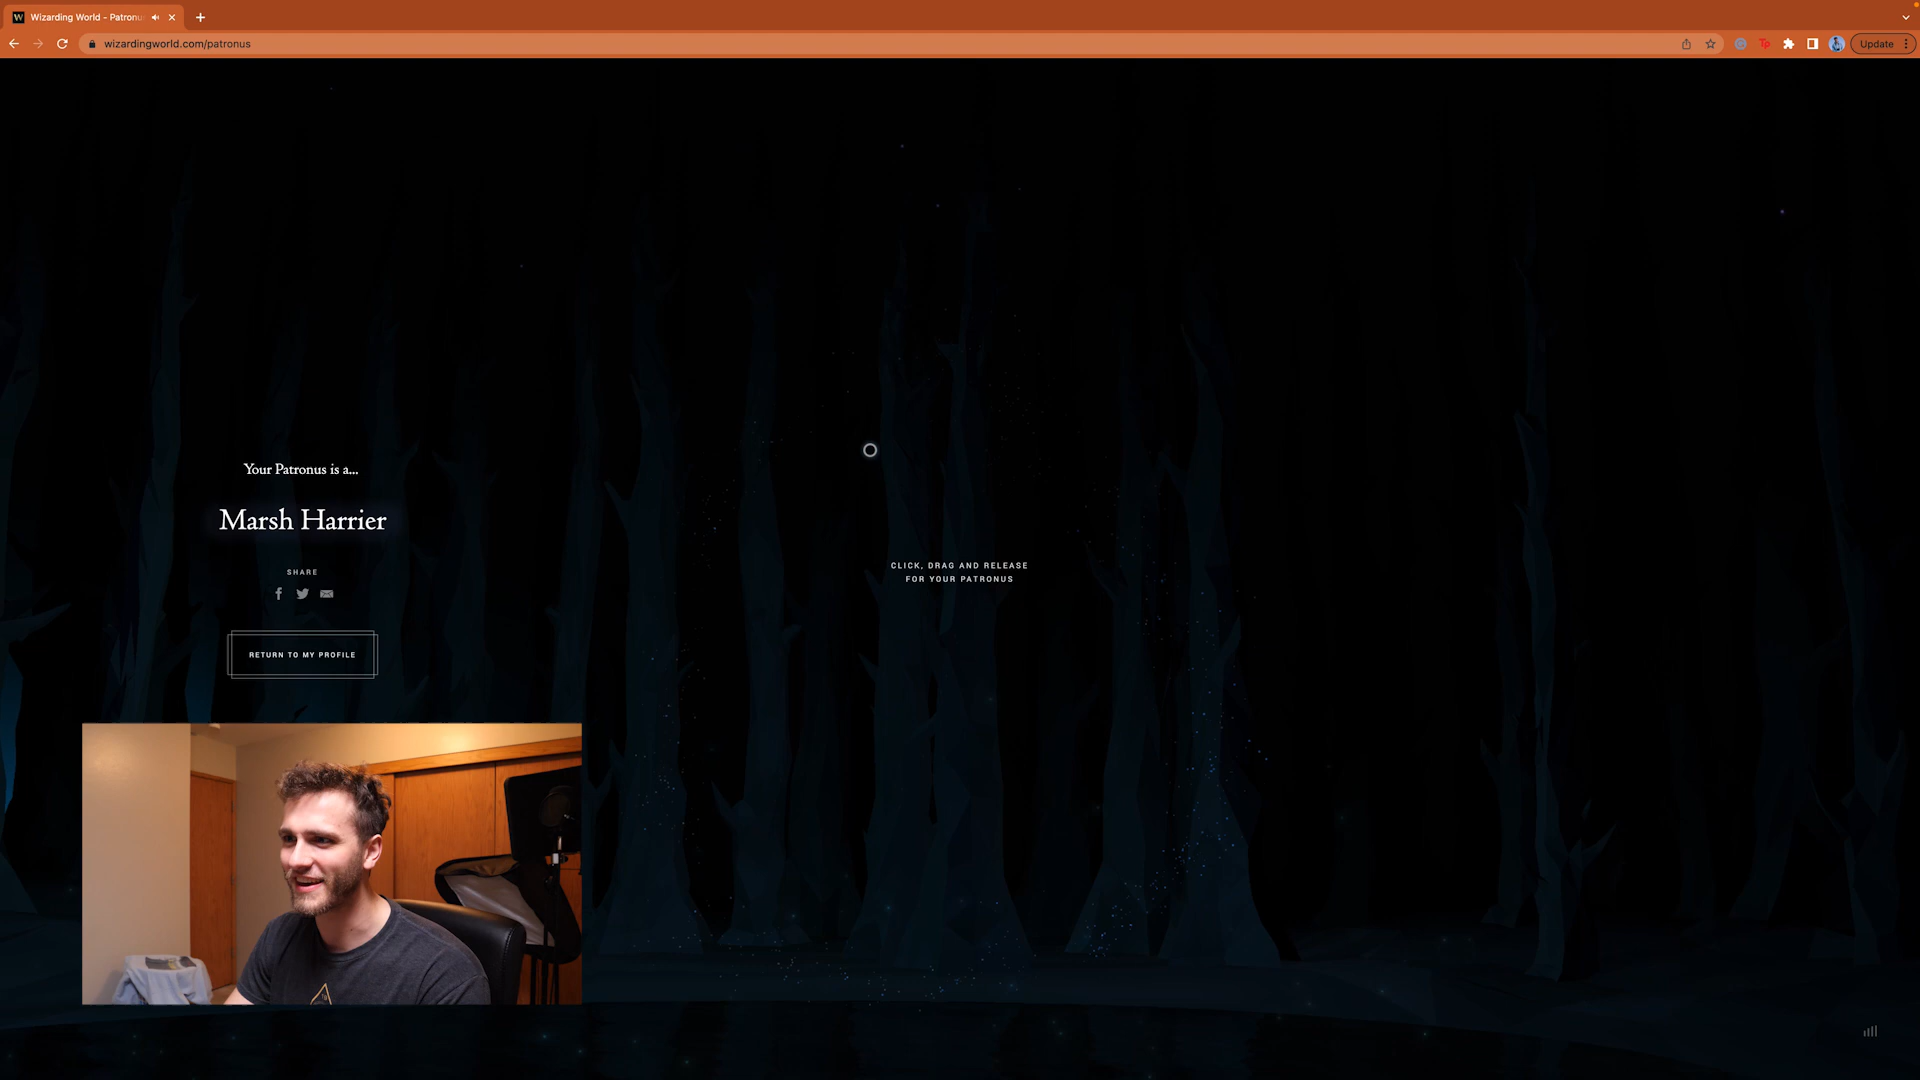 Wizarding World - Patronu
wizardingworld.com/patronus
Tp
Update
Your Patronus is a...
Marsh Harrier
SHARE
RETURN TO MY PROFILE
CLICK, DRAG AND RELEASE
FOR YOUR PATRONUS